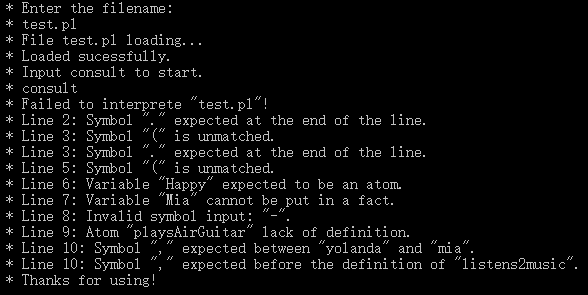 * Enter the filename:
* test.pl
* File test.pl loading...
* Loaded sucessfully.
* Input consult to start.
* consult
* Failed to interprete "test.pl"!
* Line 2: Symbol "." expected at the end of the line.
* Line 3: Symbol "(" is unmatched.
* Line 3: Symbol "." expected at the end of the line.
* Line 5: Symbol "(" is unmatched.
* Line 6: Variable "Happy" expected to be an atom.
* Line 7: Variable "Mia" cannot be put in a fact.
* Line 8: Invalid symbol input: "-".
* Line 9: Atom "playsAirGuitar" lack of definition.
* Line 10: Symbol "," expected between "yolanda" and "mia".
* Line 10: Symbol "," expected before the definition of "listens2music".
* Thanks for using!